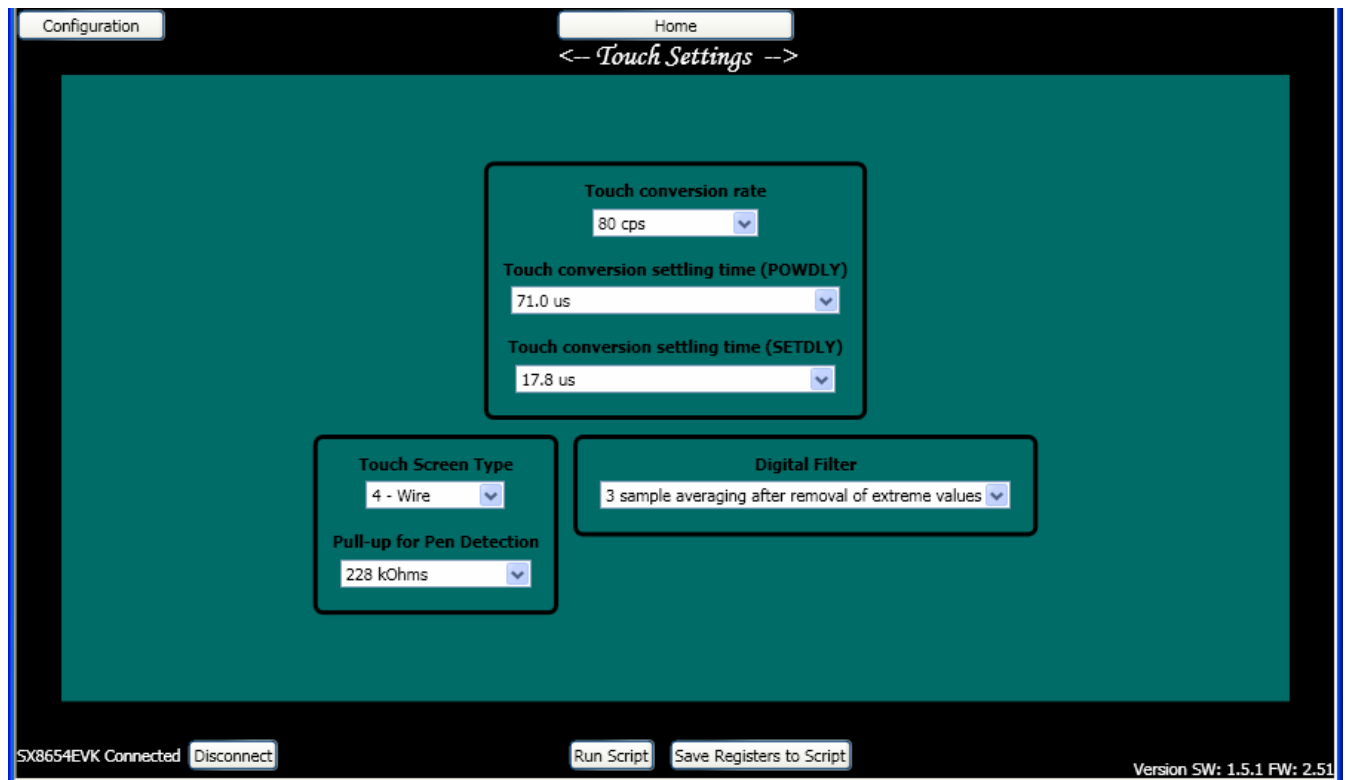 Configuration
Home
<-- Touch Settings -->
Touch conversion rate
80 cps
Touch conversion settling time (POWDLY)
71.0 us
Touch conversion settling time (SETDLY)
17.8 us
Touch Screen Type
4 - Wire
Pull-up for Pen Detection
228 kOhms
Digital Filter
3 sample averaging after removal of extreme values
SX8654EVK Connected Disconnect Run Script Save Registers to Script
Version SW: 1.5.1 FW: 2.51